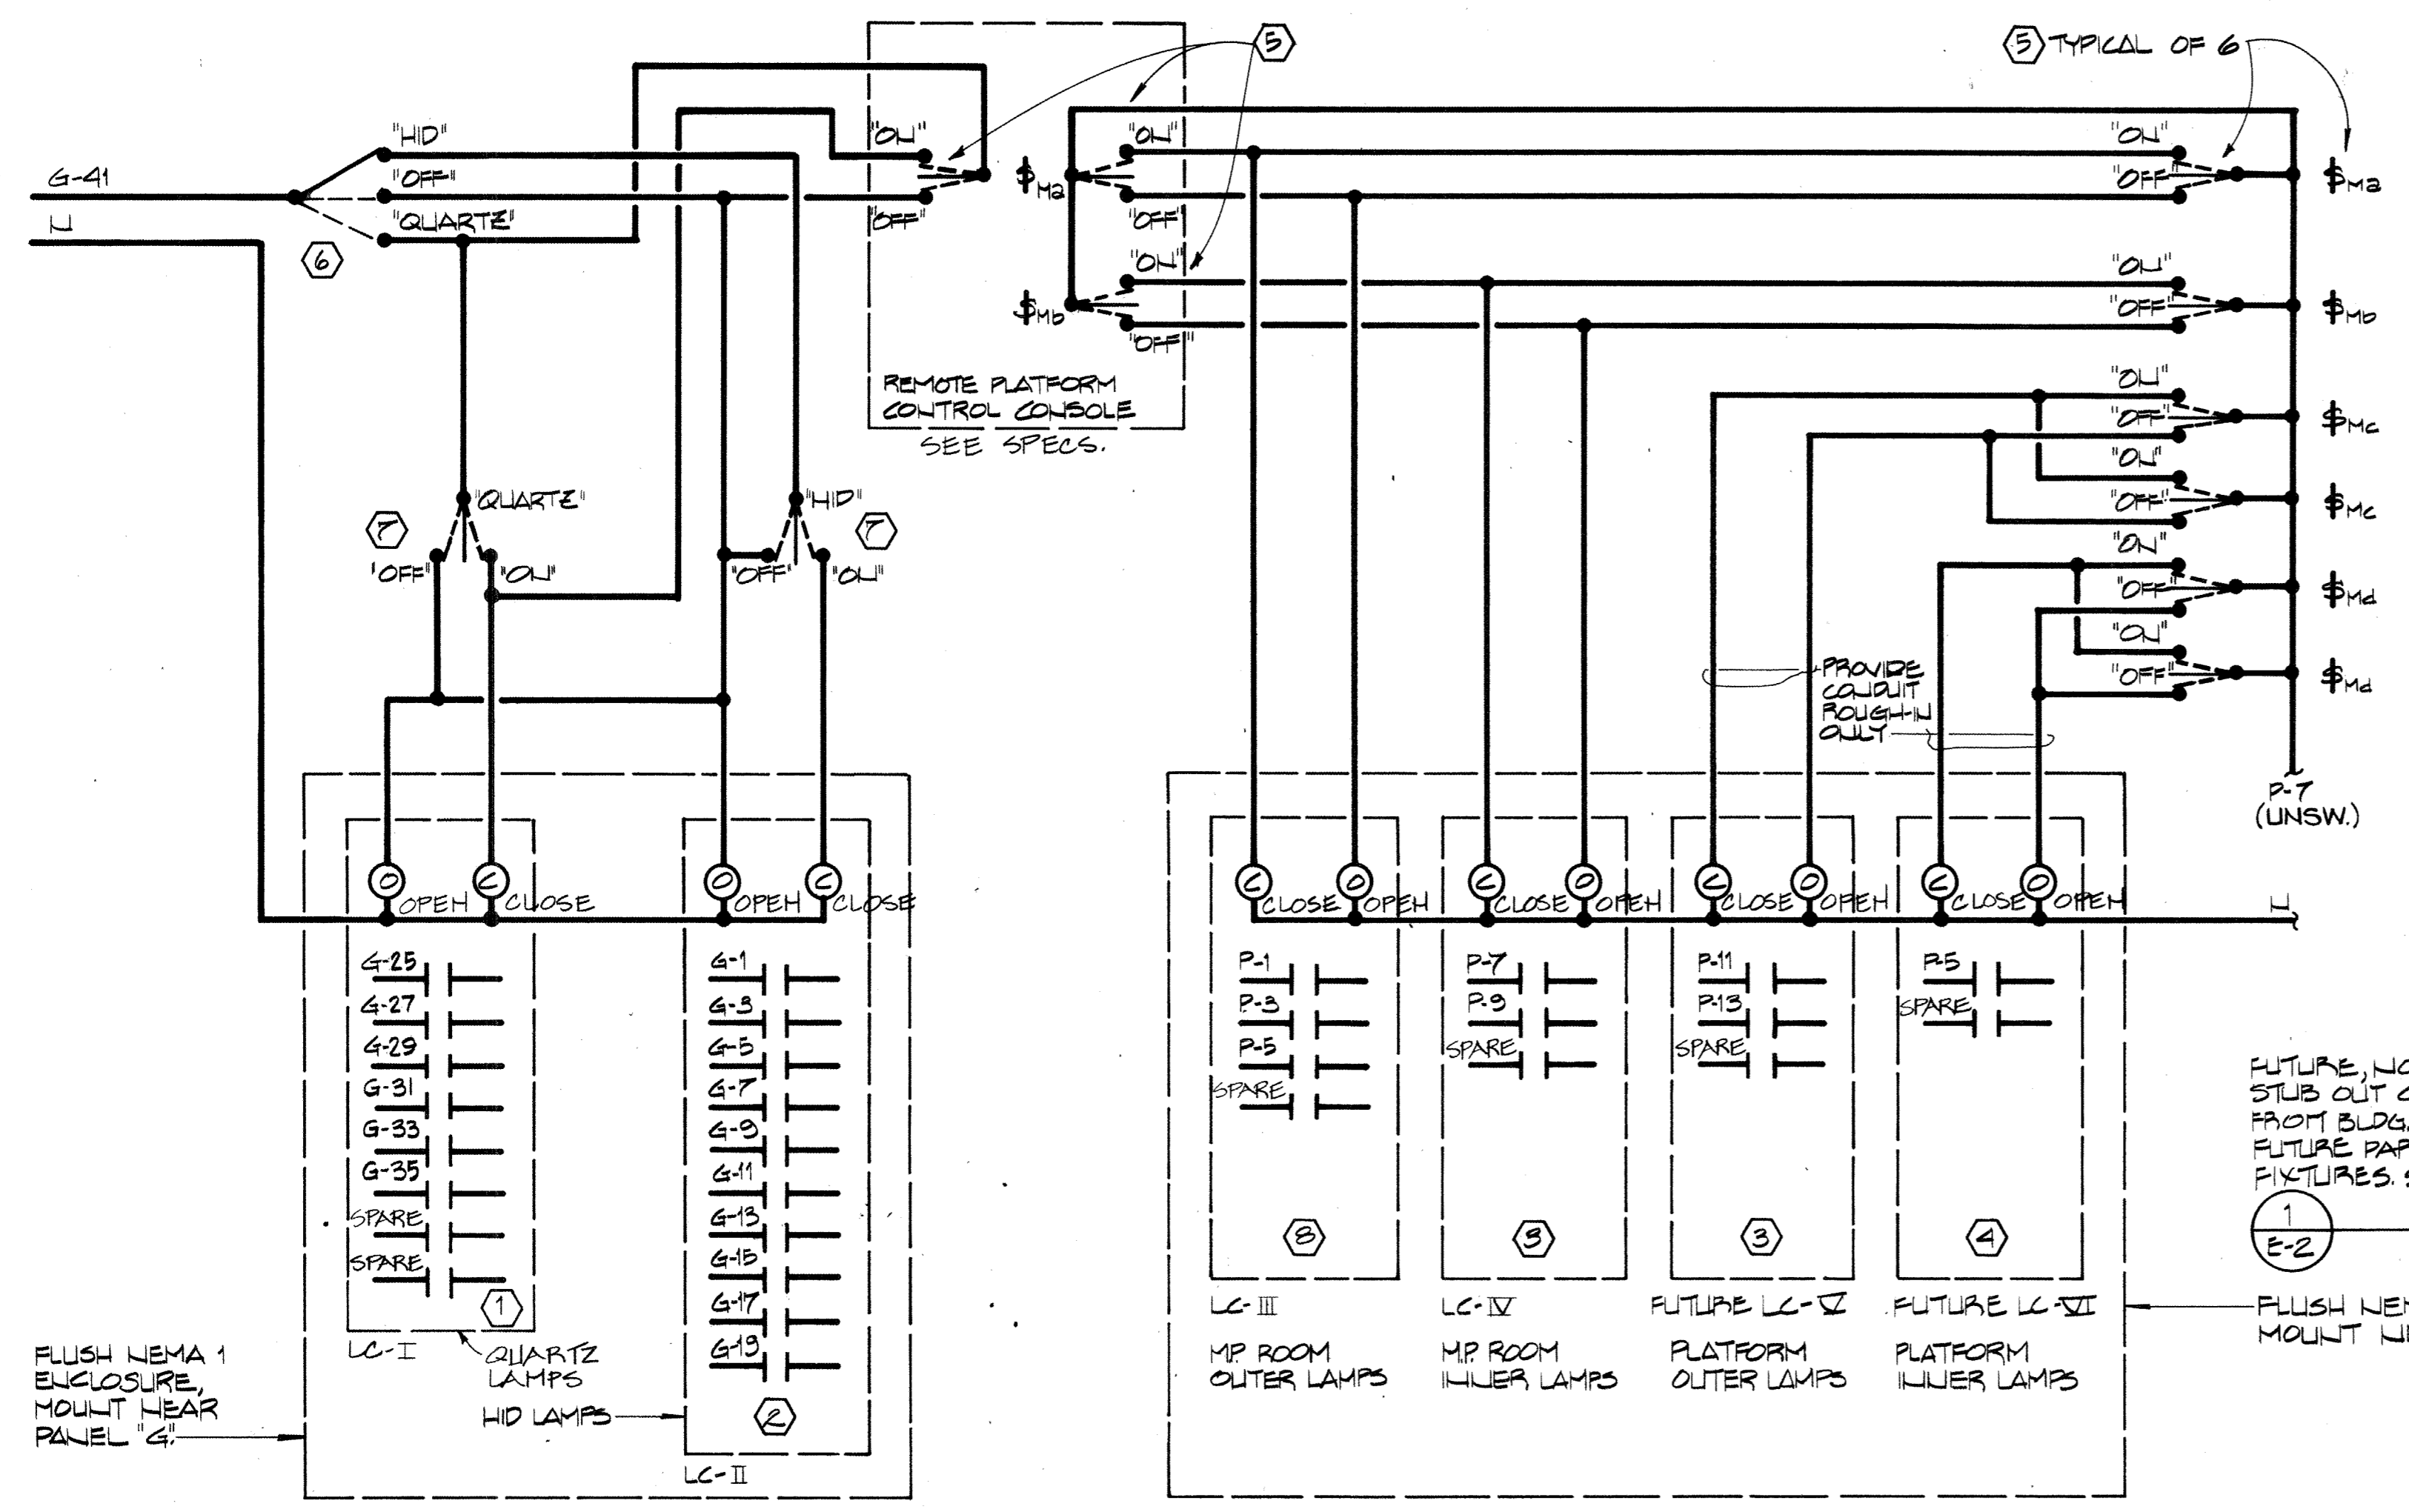 5
5 TYPICAL OF 6
"HID"
"ON"
"ON"
"ON"
G-41
"OFF"
"OFF"
$Ma
$Ma
N
"QUARTZ"
"OFF"
"OFF"
6
"ON"
"ON"
$Mb
"OFF"
$Mb
"OFF"
REMOTE PLATFORM
CONTROL CONSOLE
SEE SPECS.
"ON"
"OFF"
$Mc
"ON"
"QUARTZ"
"HID"
"OFF"
$Mc
7
7
"ON"
"OFF"
"ON"
"OFF"
"ON"
"OFF"
$Md
"ON"
"OFF"
$Md
PROVIDE
CONDUIT
ROUGH-IN
ONLY
P-7
(UNSW.)
O
C
O
C
C
O
C
O
C
O
C
O
OPEN
CLOSE
OPEN
CLOSE
CLOSE
OPEN
CLOSE
OPEN
CLOSE
OPEN
CLOSE
OPEN
N
G-25
G-27
G-29
G-31
G-33
G-35
SPARE
SPARE
1
LC-I
QUARTZ
LAMPS
G-1
G-3
G-5
G-7
G-9
G-11
G-13
G-15
G-17
G-19
2
HID LAMPS
LC-II
FLUSH NEMA 1
ENCLOSURE,
MOUNT NEAR
PANEL "G".
P-1
P-3
P-5
SPARE
8
LC-III
M.P. ROOM
OUTER LAMPS
P-7
P-9
SPARE
3
LC-IV
M.P. ROOM
INNER LAMPS
P-11
P-13
SPARE
3
FUTURE LC-V
PLATFORM
OUTER LAMPS
P-5
SPARE
4
FUTURE LC-VI
PLATFORM
INNER LAMPS
FUTURE, NO
STUB OUT
FROM BLDG.
FUTURE PAR
FIXTURES.
1
E-2
FLUSH NEM
MOUNT NE